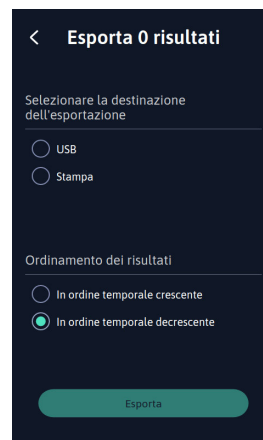 Esporta 0 risultati
Selezionare la destinazione
dell'esportazione
USB
Stampa
Ordinamento dei risultati
In ordine temporale crescente
In ordine temporale decrescente
Esporta